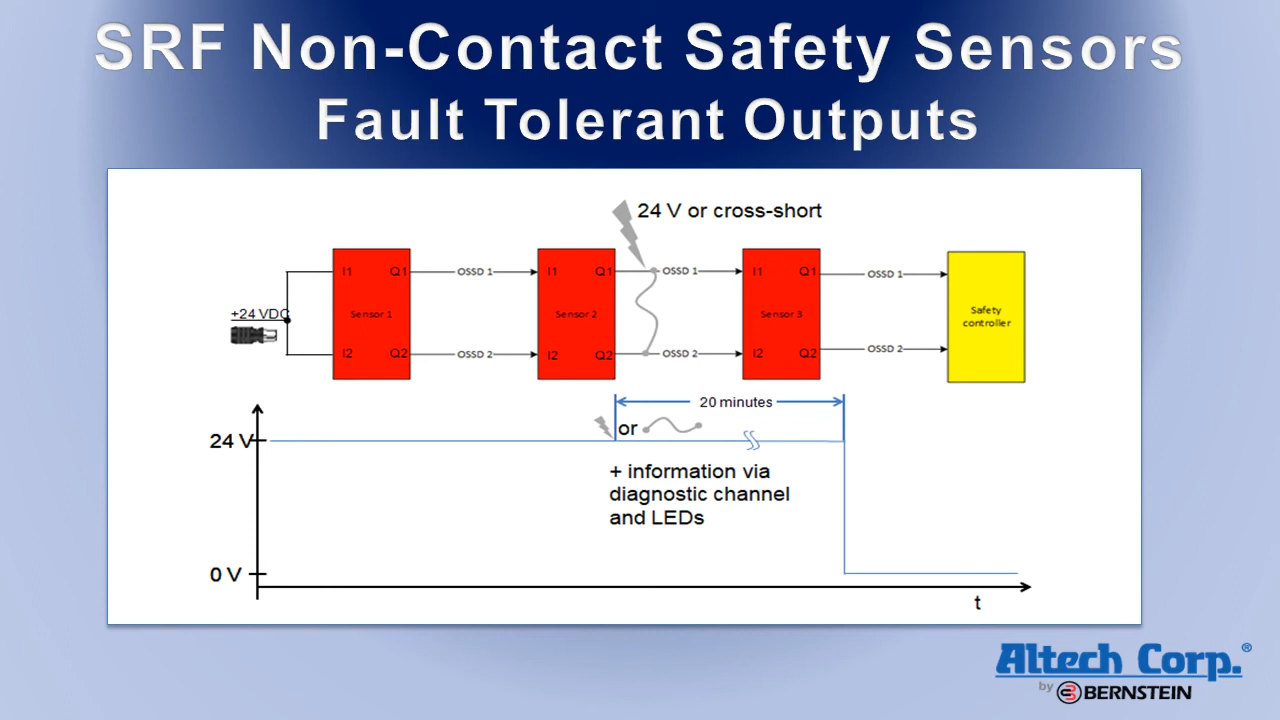 SRF Non-Contact Safety Sensors
Fault Tolerant Outputs
24 V or cross-short
I1 Q1 OSSD 1 I1 Q1 OSSD 1 I1 Q1 OSSD 1
+24 VDC Sensor 1 Sensor 2 Sensor 3 Safety
controller
I2 Q2 OSSD 2 I2 Q2 OSSD 2 I2 Q2 OSSD 2
20 minutes
or
24 V
+ information via
diagnostic channel
and LEDs
0 V
t
Altech Corp.®
by BERNSTEIN